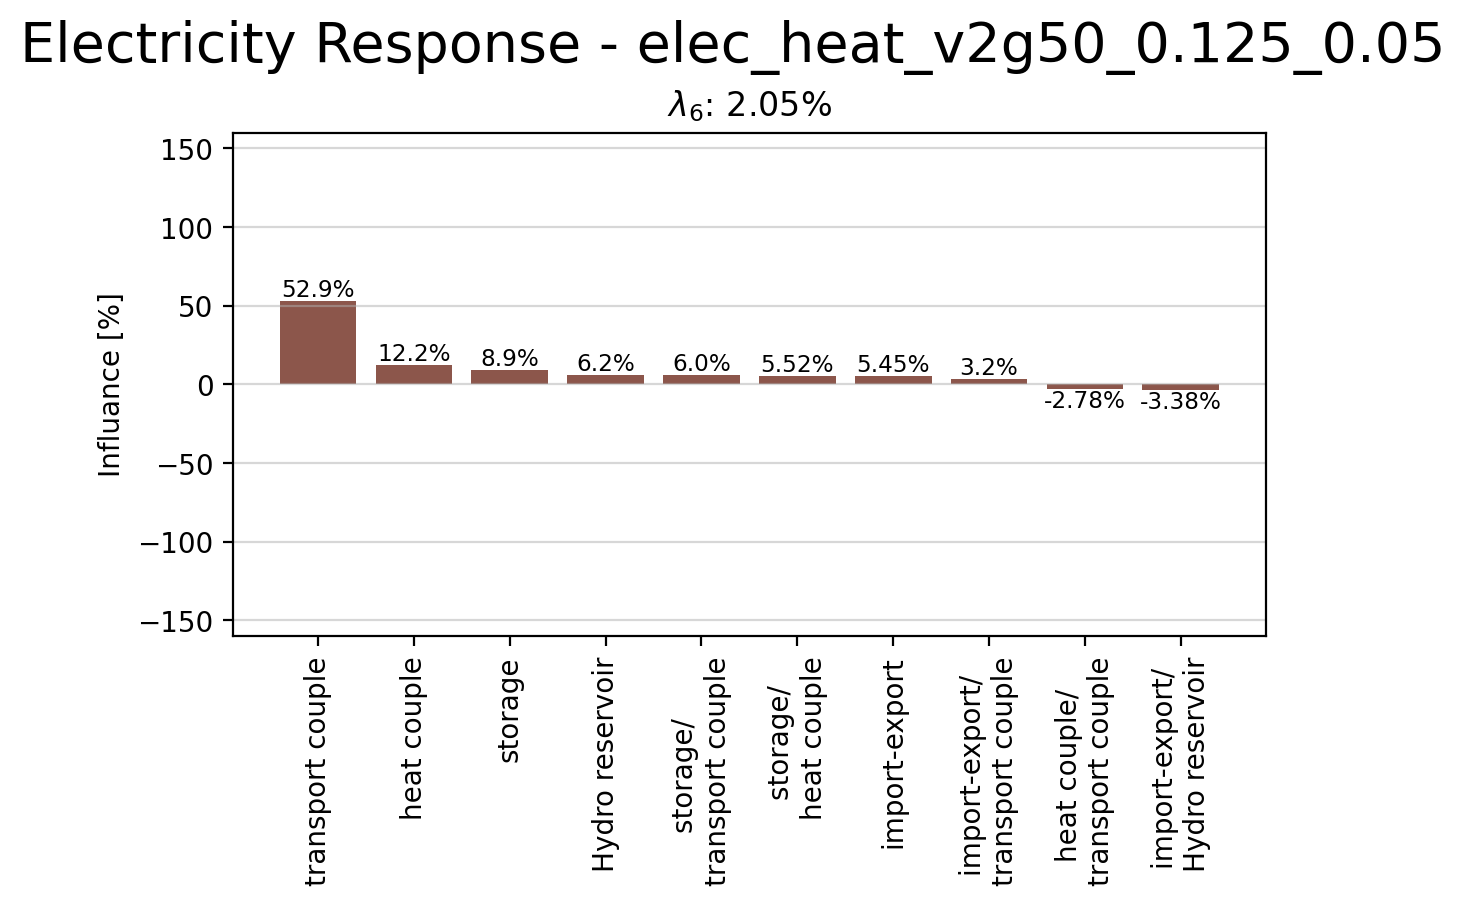 Electricity Response - elec_heat_v2g50_0.125_0.05
λ6: 2.05%
150
100
50
0
−50
−100
−150
Influance [%]
52.9%
12.2%
8.9%
6.2%
6.0%
5.52%
5.45%
3.2%
-2.78%
-3.38%
transport couple
heat couple
storage
Hydro reservoir
storage/
transport couple
storage/
heat couple
import-export
import-export/
transport couple
heat couple/
transport couple
import-export/
Hydro reservoir